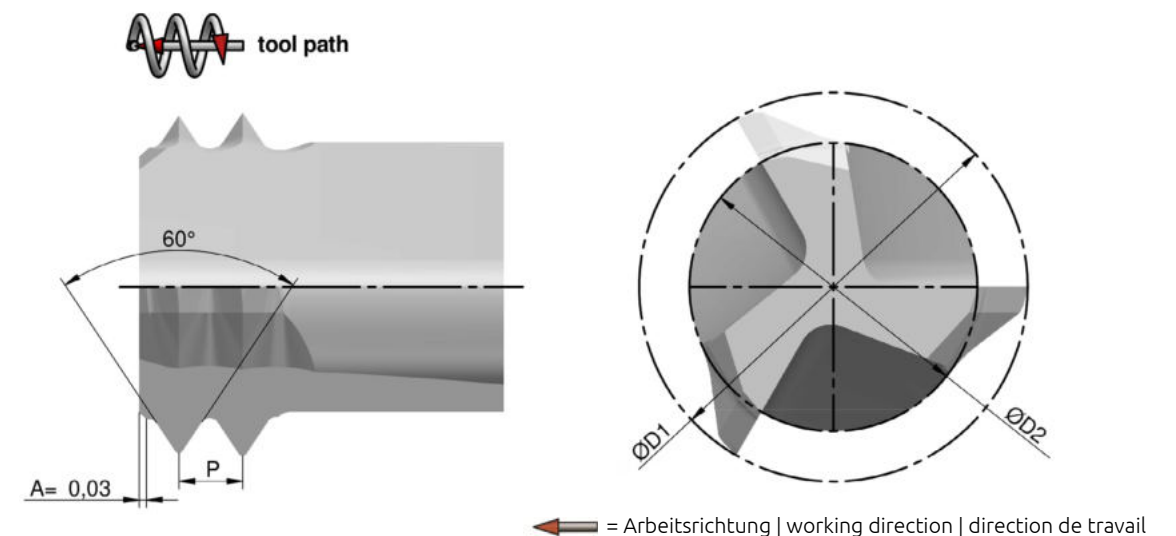 tool path
60°
P
A= 0,03
ØD1
ØD2
= Arbeitsrichtung | working direction | direction de travail